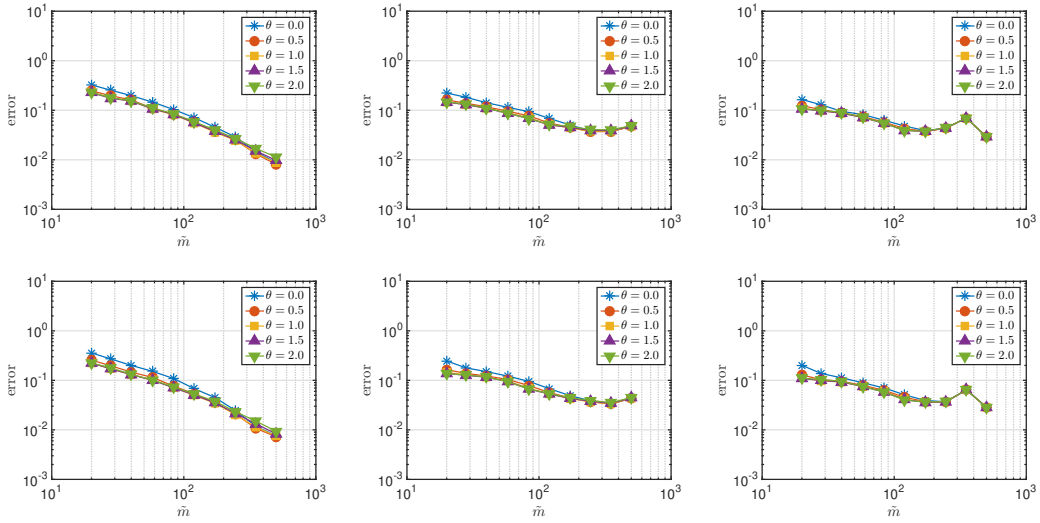 10^1
10^0
10^{-1}
10^{-2}
10^{-3}
error
10^1
10^2
10^3
m̃
θ = 0.0
θ = 0.5
θ = 1.0
θ = 1.5
θ = 2.0
10^1
10^0
10^{-1}
10^{-2}
10^{-3}
error
10^1
10^2
10^3
m̃
θ = 0.0
θ = 0.5
θ = 1.0
θ = 1.5
θ = 2.0
10^1
10^0
10^{-1}
10^{-2}
10^{-3}
error
10^1
10^2
10^3
m̃
θ = 0.0
θ = 0.5
θ = 1.0
θ = 1.5
θ = 2.0
10^1
10^0
10^{-1}
10^{-2}
10^{-3}
error
10^1
10^2
10^3
m̃
θ = 0.0
θ = 0.5
θ = 1.0
θ = 1.5
θ = 2.0
10^1
10^0
10^{-1}
10^{-2}
10^{-3}
error
10^1
10^2
10^3
m̃
θ = 0.0
θ = 0.5
θ = 1.0
θ = 1.5
θ = 2.0
10^1
10^0
10^{-1}
10^{-2}
10^{-3}
error
10^1
10^2
10^3
m̃
θ = 0.0
θ = 0.5
θ = 1.0
θ = 1.5
θ = 2.0